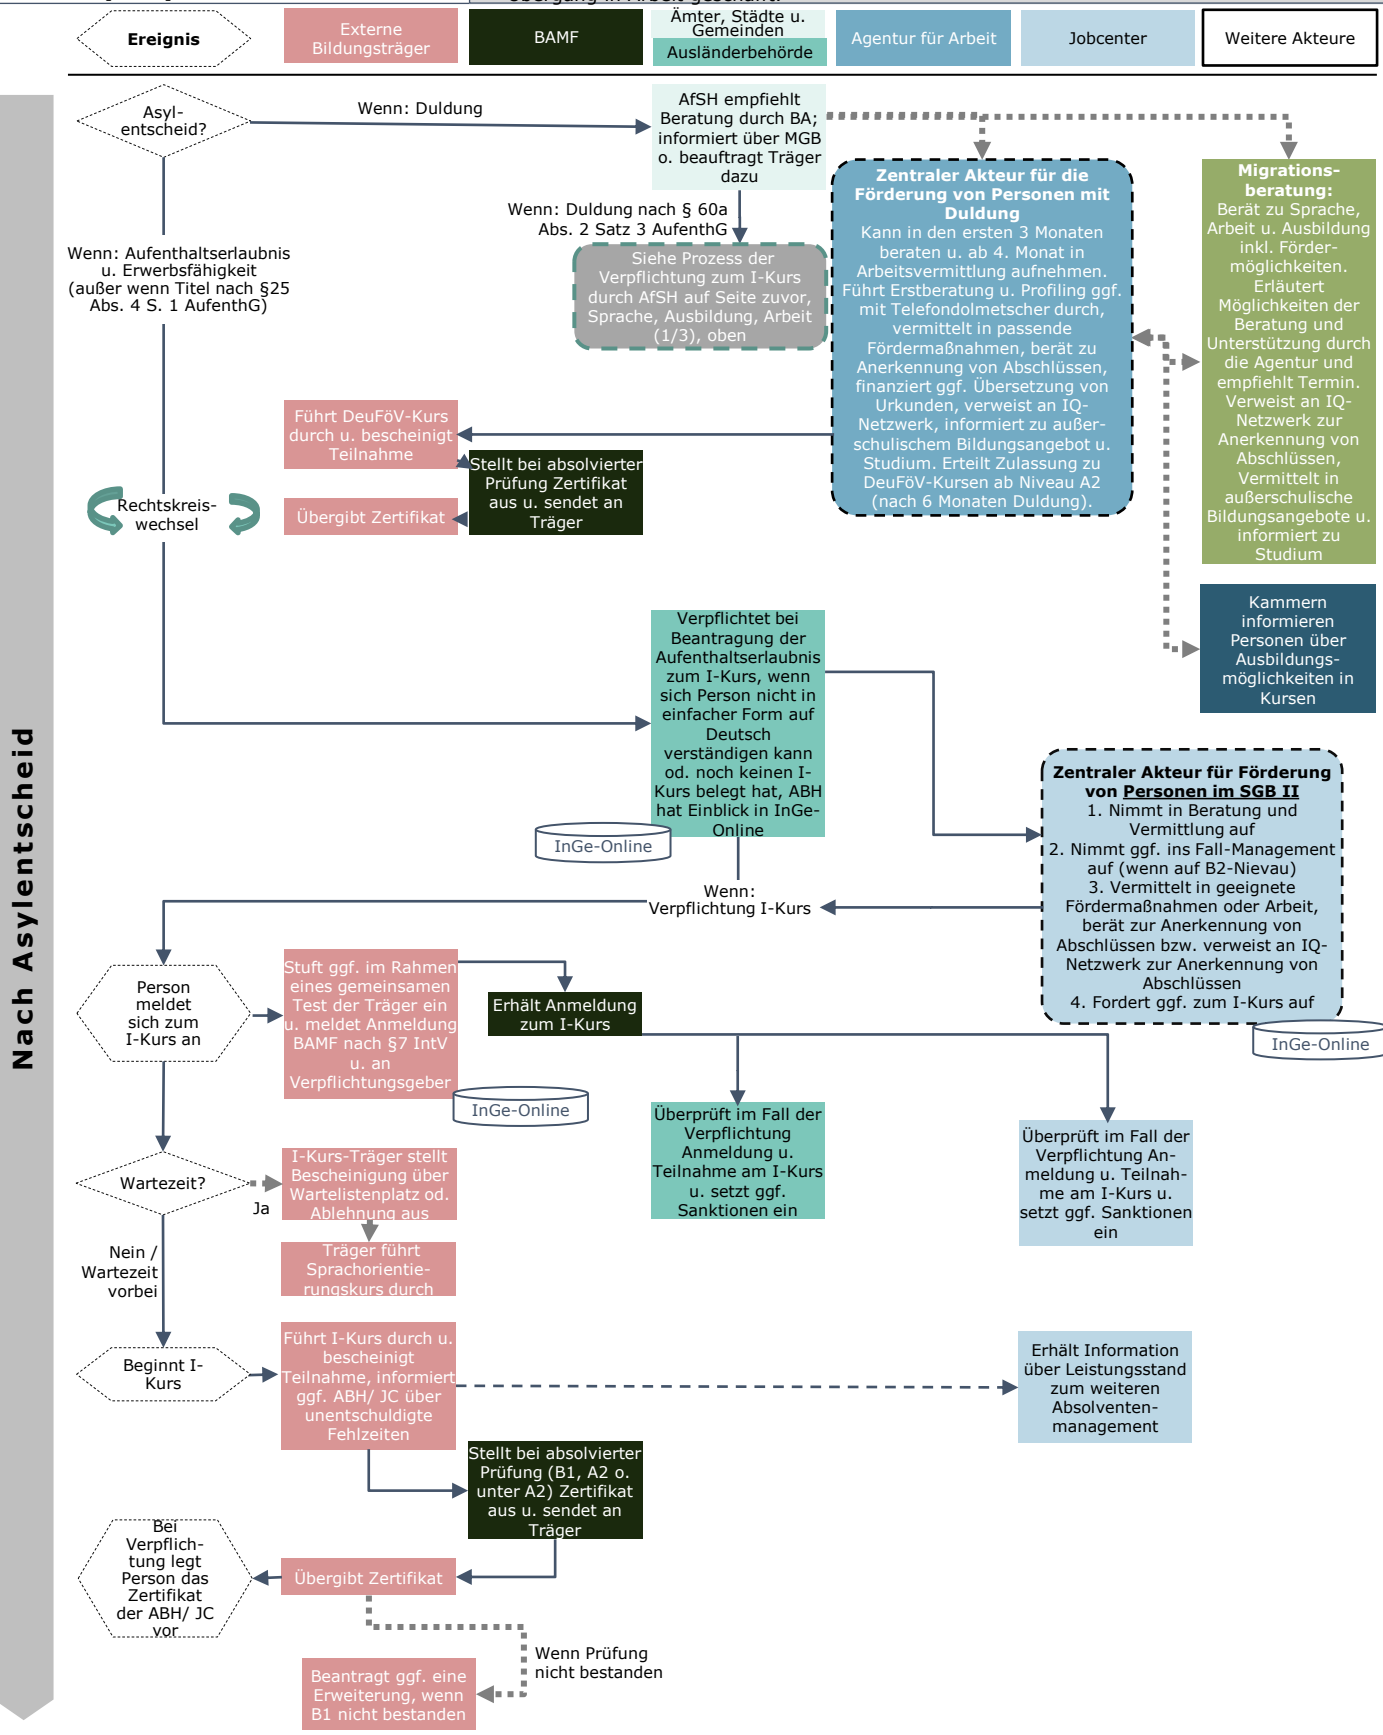 Übergang in Arbeit geschafft.
Ereignis
Externe
Bildungsträger
BAMF
Ämter, Städte u.
Gemeinden
Ausländerbehörde
Agentur für Arbeit
Jobcenter
Weitere Akteure
Nach Asylentscheid
Asyl-
entscheid?
Wenn: Duldung
AfSH empfiehlt
Beratung durch BA;
informiert über MGB
o. beauftragt Träger
dazu
Wenn: Duldung nach § 60a
Abs. 2 Satz 3 AufenthG
Siehe Prozess der
Verpflichtung zum I-Kurs
durch AfSH auf Seite zuvor,
Sprache, Ausbildung, Arbeit
(1/3), oben
Zentraler Akteur für die
Förderung von Personen mit
Duldung
Kann in den ersten 3 Monaten
beraten u. ab 4. Monat in
Arbeitsvermittlung aufnehmen.
Führt Erstberatung u. Profiling ggf.
mit Telefondolmetscher durch,
vermittelt in passende
Fördermaßnahmen, berät zu
Anerkennung von Abschlüssen,
finanziert ggf. Übersetzung von
Urkunden, verweist an IQ-
Netzwerk, informiert zu außer-
schulischem Bildungsangebot u.
Studium. Erteilt Zulassung zu
DeuFöV-Kursen ab Niveau A2
(nach 6 Monaten Duldung).
Migrations-
beratung:
Berät zu Sprache,
Arbeit u. Ausbildung
inkl. Förder-
möglichkeiten.
Erläutert
Möglichkeiten der
Beratung und
Unterstützung durch
die Agentur und
empfiehlt Termin.
Verweist an IQ-
Netzwerk zur
Anerkennung von
Abschlüssen,
Vermittelt in
außerschulische
Bildungsangebote u.
informiert zu
Studium
Wenn: Aufenthaltserlaubnis
u. Erwerbsfähigkeit
(außer wenn Titel nach §25
Abs. 4 S. 1 AufenthG)
Führt DeuFöV-Kurs
durch u. bescheinigt
Teilnahme
Stellt bei absolvierter
Prüfung Zertifikat
aus u. sendet an
Träger
Übergibt Zertifikat
Rechtskreis-
wechsel
Kammern
informieren
Personen über
Ausbildungs-
möglichkeiten in
Kursen
Verpflichtet bei
Beantragung der
Aufenthaltserlaubnis
zum I-Kurs, wenn
sich Person nicht in
einfacher Form auf
Deutsch
verständigen kann
od. noch keinen I-
Kurs belegt hat, ABH
hat Einblick in InGe-
Online
InGe-Online
Zentraler Akteur für Förderung
von Personen im SGB II
1. Nimmt in Beratung und
Vermittlung auf
2. Nimmt ggf. ins Fall-Management
auf (wenn auf B2-Nievau)
3. Vermittelt in geeignete
Fördermaßnahmen oder Arbeit,
berät zur Anerkennung von
Abschlüssen bzw. verweist an IQ-
Netzwerk zur Anerkennung von
Abschlüssen
4. Fordert ggf. zum I-Kurs auf
InGe-Online
Wenn:
Verpflichtung I-Kurs
Person
meldet
sich zum
I-Kurs an
Stuft ggf. im Rahmen
eines gemeinsamen
Test der Träger ein
u. meldet Anmeldung
BAMF nach §7 IntV
u. an
Verpflichtungsgeber
InGe-Online
Erhält Anmeldung
zum I-Kurs
Überprüft im Fall der
Verpflichtung
Anmeldung u.
Teilnahme am I-Kurs
u. setzt ggf.
Sanktionen ein
Überprüft im Fall der
Verpflichtung An-
meldung u. Teilnah-
me am I-Kurs u.
setzt ggf. Sanktionen
ein
Wartezeit?
Ja
I-Kurs-Träger stellt
Bescheinigung über
Wartelistenplatz od.
Ablehnung aus
Träger führt
Sprachorientie-
rungskurs durch
Nein /
Wartezeit
vorbei
Beginnt I-
Kurs
Führt I-Kurs durch u.
bescheinigt
Teilnahme, informiert
ggf. ABH/ JC über
unentschuldigte
Fehlzeiten
Erhält Information
über Leistungsstand
zum weiteren
Absolventen-
management
Stellt bei absolvierter
Prüfung (B1, A2 o.
unter A2) Zertifikat
aus u. sendet an
Träger
Bei
Verpflich-
tung legt
Person das
Zertifikat
der ABH/ JC
vor
Übergibt Zertifikat
Wenn Prüfung
nicht bestanden
Beantragt ggf. eine
Erweiterung, wenn
B1 nicht bestanden